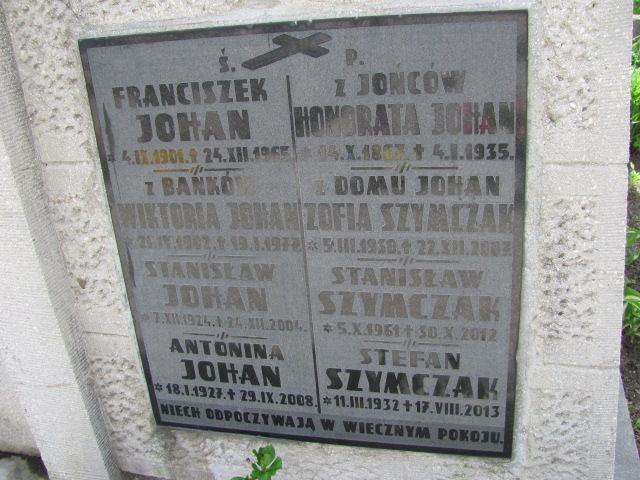 Ś. P.
FRANCISZEK
JOHAN
* 4.IX.1901. † 24.XII.1965.
z BANKÓW
WIKTORIA JOHAN
19.I.1977.
STANISŁAW
JOHAN
* 7.XII.1924. † 24.XII.2004.
ANTONINA
JOHAN
* 18.I.1927. † 29.IX.2008.
z JOŃCÓW
HONORATA JOHAN
* 14.X.1863. † 4.I.1935.
z DOMU JOHAN
ZOFIA SZYMCZAK
* 5.III.1930. † 22.XII.2003.
STANISŁAW
SZYMCZAK
* 5.X.1961 † 30.X.2012
STEFAN
SZYMCZAK
* 11.III.1932 † 17.VIII.2013
NIECH ODPOCZYWAJĄ W WIECZNYM POKOJU.